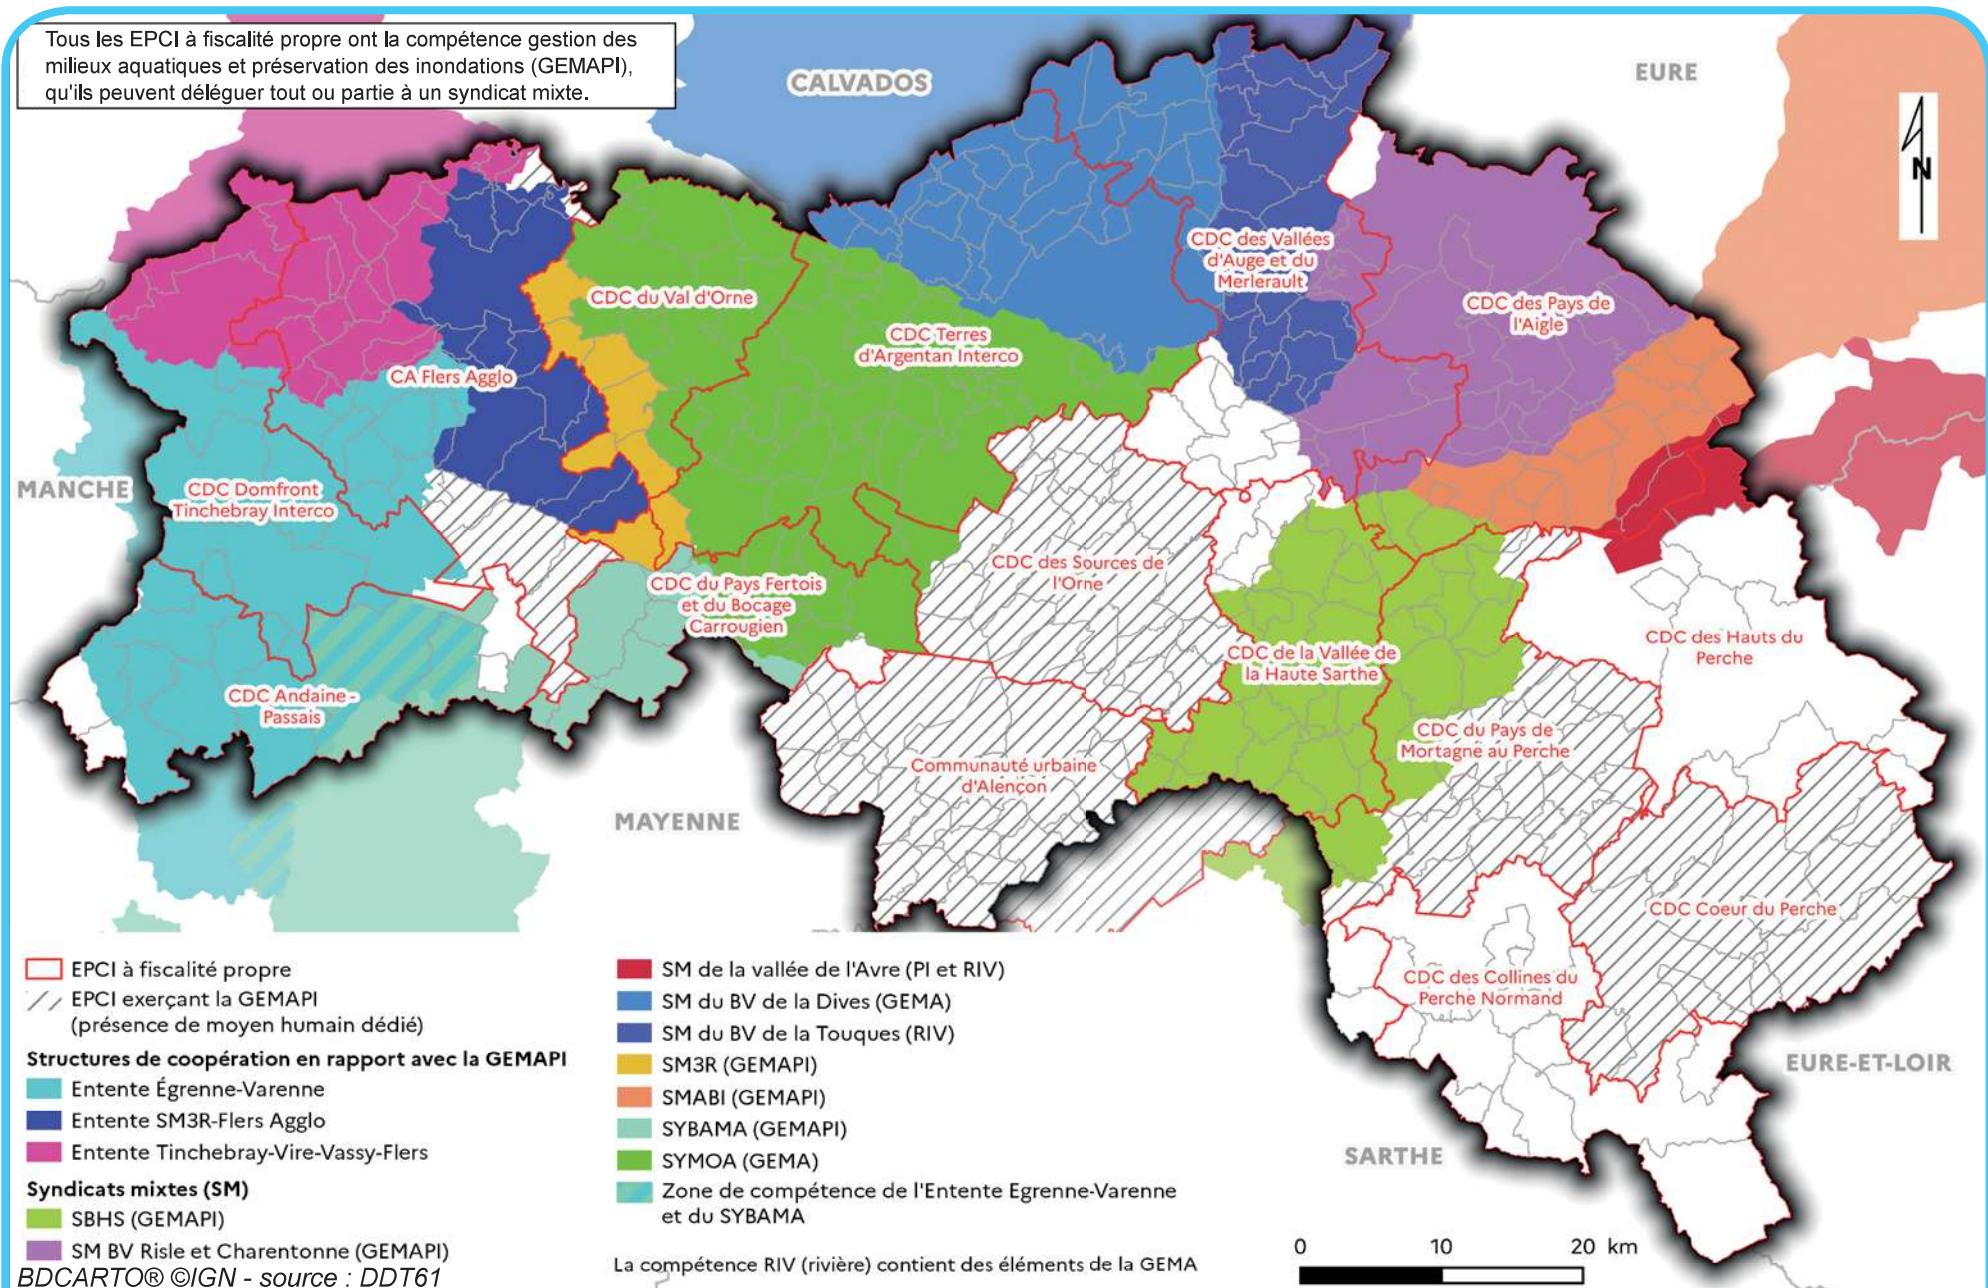 Tous les EPCI à fiscalité propre ont la compétence gestion des
milieux aquatiques et préservation des inondations (GEMAPI),
qu'ils peuvent déléguer tout ou partie à un syndicat mixte.
CALVADOS
EURE
N
CDC des Vallées
d'Auge et du
Merlerault
CDC du Val d'Orne
CDC des Pays de
l'Aigle
CDC Terres
d'Argentan Interco
CA Flers Agglo
MANCHE
CDC Domfront
Tinchebray Interco
CDC des Sources de
l'Orne
CDC du Pays Fertois
et du Bocage
Carrougien
CDC des Hauts du
Perche
CDC de la Vallée de
la Haute Sarthe
CDC Andaine -
Passais
CDC du Pays de
Mortagne au Perche
Communauté urbaine
d'Alençon
MAYENNE
CDC Coeur du Perche
CDC des Collines du
Perche Normand
EURE-ET-LOIR
SARTHE
EPCI à fiscalité propre
EPCI exerçant la GEMAPI
(présence de moyen humain dédié)
Structures de coopération en rapport avec la GEMAPI
Entente Égrenne-Varenne
Entente SM3R-Flers Agglo
Entente Tinchebray-Vire-Vassy-Flers
Syndicats mixtes (SM)
SBHS (GEMAPI)
SM BV Risle et Charentonne (GEMAPI)
SM de la vallée de l'Avre (PI et RIV)
SM du BV de la Dives (GEMA)
SM du BV de la Touques (RIV)
SM3R (GEMAPI)
SMABI (GEMAPI)
SYBAMA (GEMAPI)
SYMOA (GEMA)
Zone de compétence de l'Entente Egrenne-Varenne
et du SYBAMA
La compétence RIV (rivière) contient des éléments de la GEMA
0 10 20 km
BDCARTO® ©IGN - source : DDT61